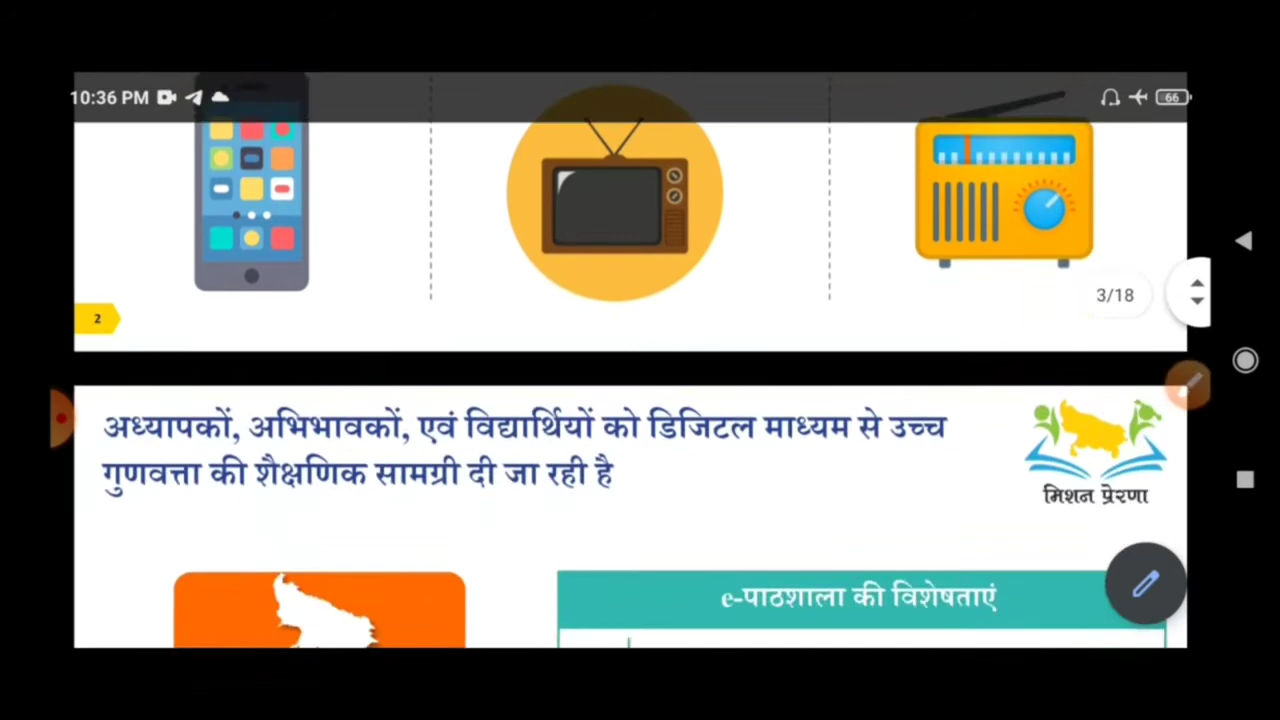 10:36 PM
66
3/18
2
अध्यापकों, अभिभावकों, एवं विद्यार्थियों को डिजिटल माध्यम से उच्च
गुणवत्ता की शैक्षणिक सामग्री दी जा रही है
मिशन प्रेरणा
e-पाठशाला की विशेषताएं